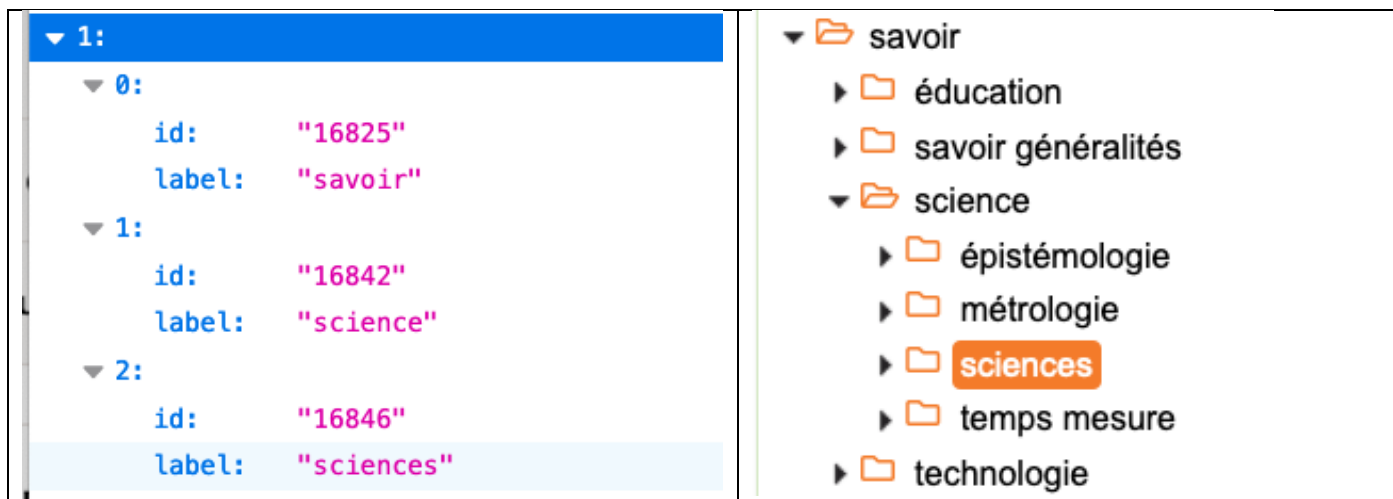 1:
0:
id: "16825"
label: "savoir"
1:
id: "16842"
label: "science"
2:
id: "16846"
label: "sciences"
savoir
éducation
savoir généralités
science
épistémologie
métrologie
sciences
temps mesure
technologie